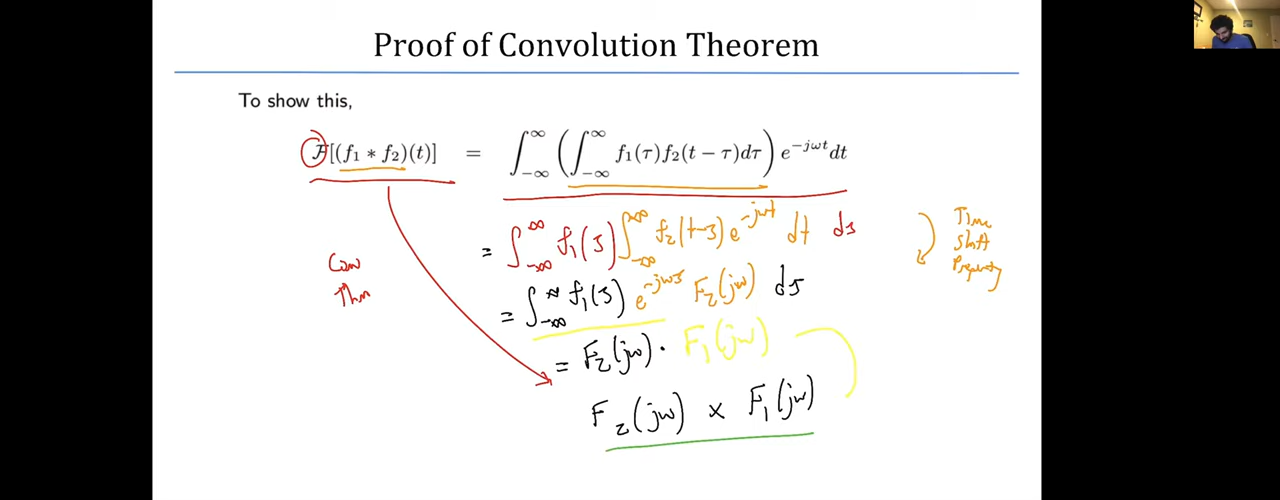 Proof of Convolution Theorem
To show this,
F[(f₁ * f₂)(t)] = ∫_{-∞}^{∞} (∫_{-∞}^{∞} f₁(τ)f₂(t − τ)dτ) e^{-jωt}dt
= ∫_{-∞}^{∞} f₁(τ) ∫_{-∞}^{∞} f₂(t-τ) e^{-jωt} dt dτ
Time
Shift
Property
Conv
Thm
= ∫_{-∞}^{∞} f₁(τ) e^{-jωτ} F₂(jω) dτ
= F₂(jω) · F₁(jω)
F₂(jω) × F₁(jω)